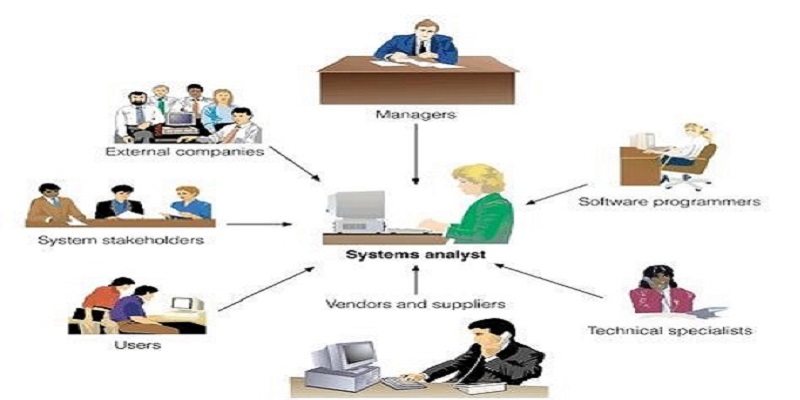 Managers
External companies
Software programmers
System stakeholders
Systems analyst
Vendors and suppliers
Technical specialists
Users